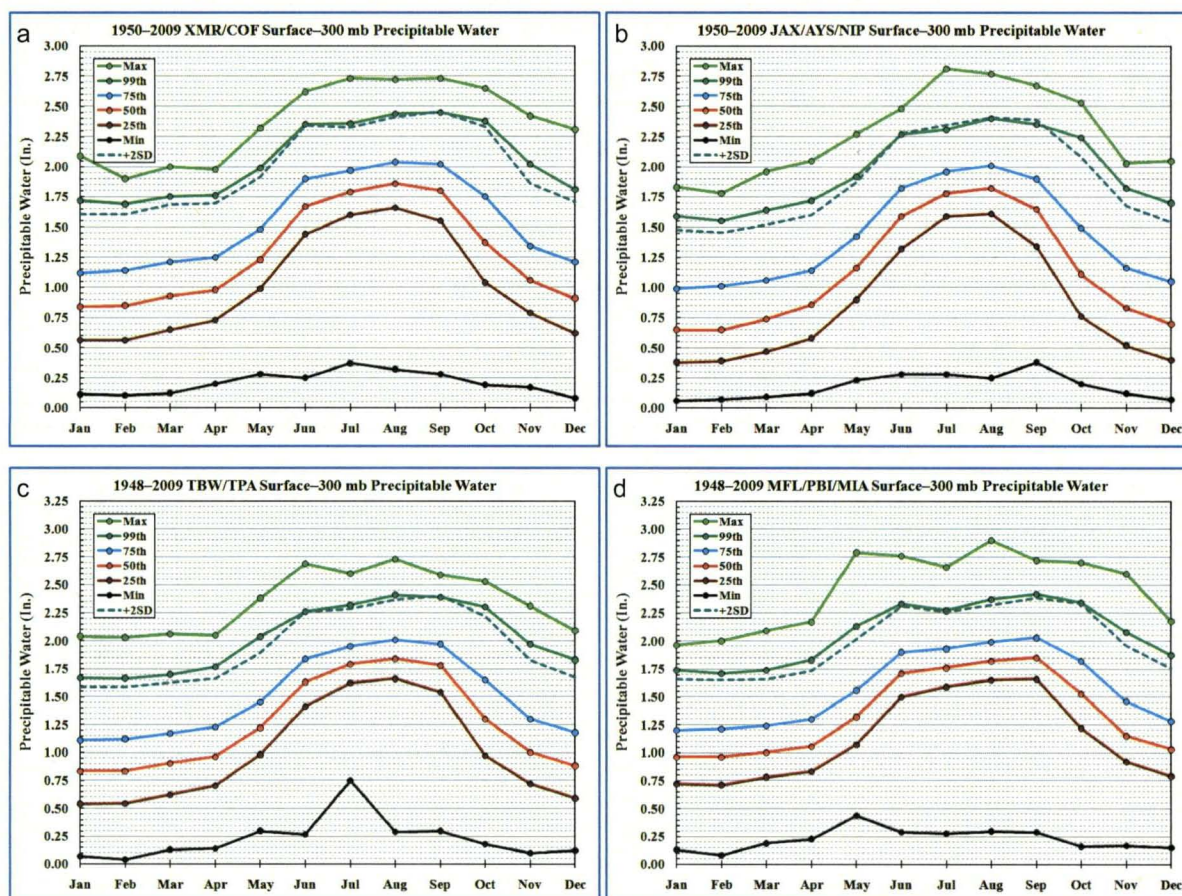 a
1950–2009 XMR/COF Surface–300 mb Precipitable Water
Precipitable Water (In.)
3.00
2.75
2.50
2.25
2.00
1.75
1.50
1.25
1.00
0.75
0.50
0.25
0.00
Max
99th
75th
50th
25th
Min
+2SD
Jan Feb Mar Apr May Jun Jul Aug Sep Oct Nov Dec
b
1950–2009 JAX/AYS/NIP Surface–300 mb Precipitable Water
Precipitable Water (In.)
3.00
2.75
2.50
2.25
2.00
1.75
1.50
1.25
1.00
0.75
0.50
0.25
0.00
Max
99th
75th
50th
25th
Min
+2SD
Jan Feb Mar Apr May Jun Jul Aug Sep Oct Nov Dec
c
1948–2009 TBW/TPA Surface–300 mb Precipitable Water
Precipitable Water (In.)
3.25
3.00
2.75
2.50
2.25
2.00
1.75
1.50
1.25
1.00
0.75
0.50
0.25
0.00
Max
99th
75th
50th
25th
Min
+2SD
Jan Feb Mar Apr May Jun Jul Aug Sep Oct Nov Dec
d
1948–2009 MFL/PBI/MIA Surface–300 mb Precipitable Water
Precipitable Water (In.)
3.25
3.00
2.75
2.50
2.25
2.00
1.75
1.50
1.25
1.00
0.75
0.50
0.25
0.00
Max
99th
75th
50th
25th
Min
+2SD
Jan Feb Mar Apr May Jun Jul Aug Sep Oct Nov Dec